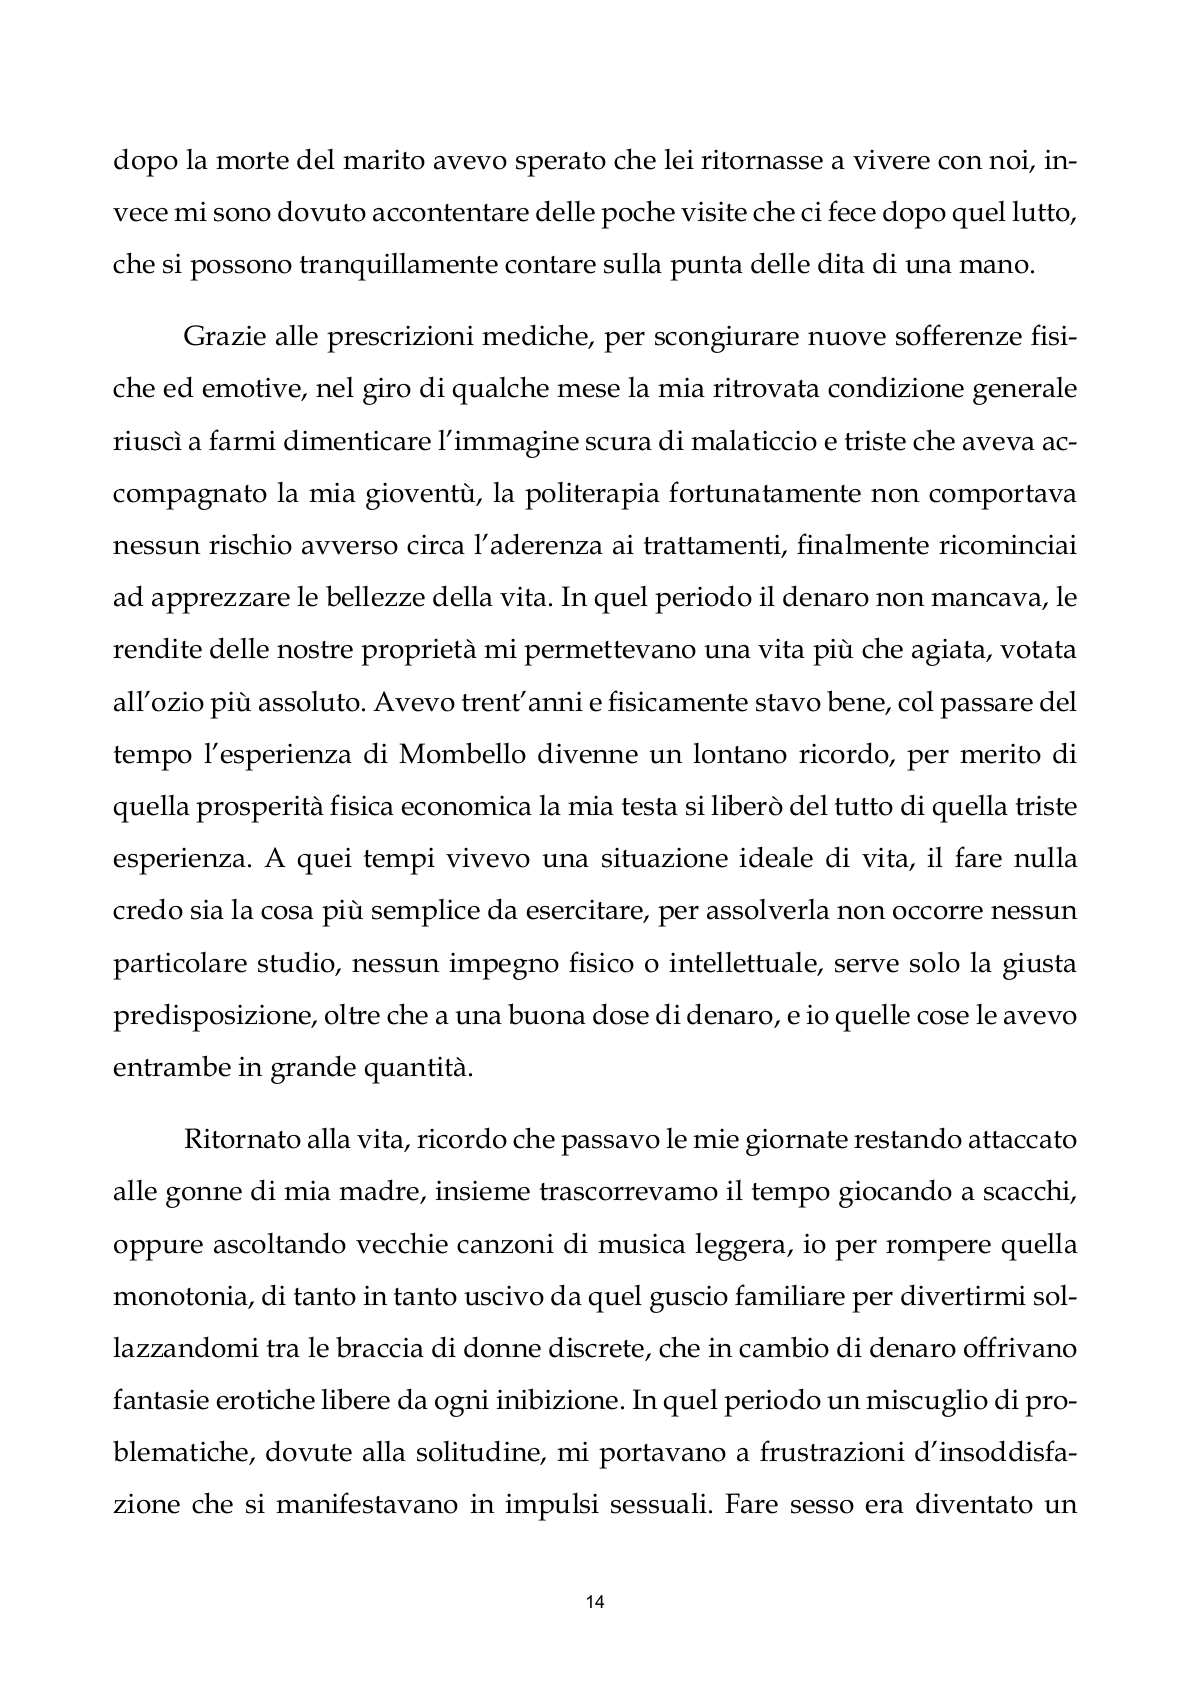 dopo la morte del marito avevo sperato che lei ritornasse a vivere con noi, in-
vece mi sono dovuto accontentare delle poche visite che ci fece dopo quel lutto,
che si possono tranquillamente contare sulla punta delle dita di una mano.
Grazie alle prescrizioni mediche, per scongiurare nuove sofferenze fisi-
che ed emotive, nel giro di qualche mese la mia ritrovata condizione generale
riuscì a farmi dimenticare l’immagine scura di malaticcio e triste che aveva ac-
compagnato la mia gioventù, la politerapia fortunatamente non comportava
nessun rischio avverso circa l’aderenza ai trattamenti, finalmente ricominciai
ad apprezzare le bellezze della vita. In quel periodo il denaro non mancava, le
rendite delle nostre proprietà mi permettevano una vita più che agiata, votata
all’ozio più assoluto. Avevo trent’anni e fisicamente stavo bene, col passare del
tempo l’esperienza di Mombello divenne un lontano ricordo, per merito di
quella prosperità fisica economica la mia testa si liberò del tutto di quella triste
esperienza. A quei tempi vivevo una situazione ideale di vita, il fare nulla
credo sia la cosa più semplice da esercitare, per assolverla non occorre nessun
particolare studio, nessun impegno fisico o intellettuale, serve solo la giusta
predisposizione, oltre che a una buona dose di denaro, e io quelle cose le avevo
entrambe in grande quantità.
Ritornato alla vita, ricordo che passavo le mie giornate restando attaccato
alle gonne di mia madre, insieme trascorrevamo il tempo giocando a scacchi,
oppure ascoltando vecchie canzoni di musica leggera, io per rompere quella
monotonia, di tanto in tanto uscivo da quel guscio familiare per divertirmi sol-
lazzandomi tra le braccia di donne discrete, che in cambio di denaro offrivano
fantasie erotiche libere da ogni inibizione. In quel periodo un miscuglio di pro-
blematiche, dovute alla solitudine, mi portavano a frustrazioni d’insoddisfa-
zione che si manifestavano in impulsi sessuali. Fare sesso era diventato un
14